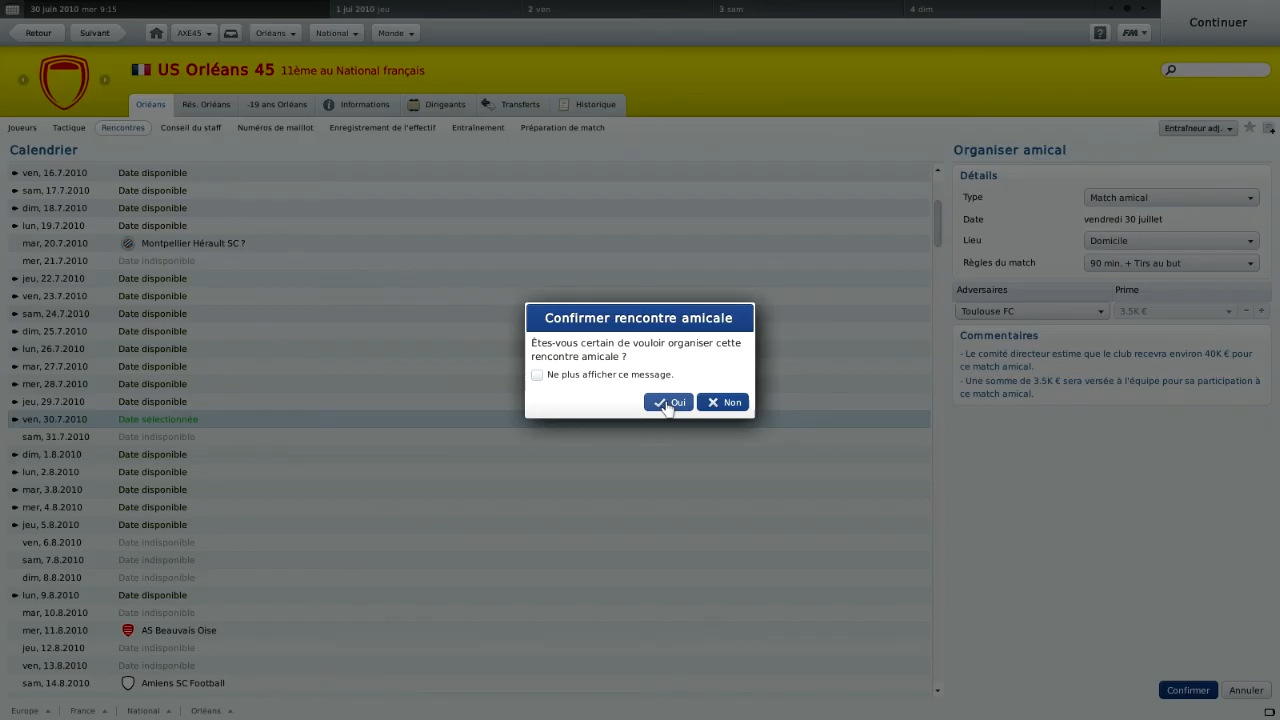 30 juin 2010 mer 9:15
1 jui 2010 jeu
2 ven
3 sam
4 dim
Retour
Suivant
AXE45
Orléans
National
Monde
?
FM
Continuer
US Orléans 45 11ème au National français
Orléans
Rés. Orléans
-19 ans Orléans
Informations
Dirigeants
Transferts
Historique
Joueurs
Tactique
Rencontres
Conseil du staff
Numéros de maillot
Enregistrement de l'effectif
Entraînement
Préparation de match
Entraîneur adj.
Calendrier
ven, 16.7.2010 Date disponible
sam, 17.7.2010 Date disponible
dim, 18.7.2010 Date disponible
lun, 19.7.2010 Date disponible
mar, 20.7.2010 Montpellier Hérault SC ?
mer, 21.7.2010 Date indisponible
jeu, 22.7.2010 Date disponible
ven, 23.7.2010 Date disponible
sam, 24.7.2010 Date disponible
dim, 25.7.2010 Date disponible
lun, 26.7.2010 Date disponible
mar, 27.7.2010 Date disponible
mer, 28.7.2010 Date disponible
jeu, 29.7.2010 Date disponible
ven, 30.7.2010 Date sélectionnée
sam, 31.7.2010 Date indisponible
dim, 1.8.2010 Date disponible
lun, 2.8.2010 Date disponible
mar, 3.8.2010 Date disponible
mer, 4.8.2010 Date disponible
jeu, 5.8.2010 Date disponible
ven, 6.8.2010 Date indisponible
sam, 7.8.2010 Date indisponible
dim, 8.8.2010 Date indisponible
lun, 9.8.2010 Date disponible
mar, 10.8.2010 Date indisponible
mer, 11.8.2010 AS Beauvais Oise
jeu, 12.8.2010 Date indisponible
ven, 13.8.2010 Date indisponible
sam, 14.8.2010 Amiens SC Football
Confirmer rencontre amicale
Êtes-vous certain de vouloir organiser cette
rencontre amicale ?
Ne plus afficher ce message.
Oui
Non
Organiser amical
Détails
Type Match amical
Date vendredi 30 juillet
Lieu Domicile
Règles du match 90 min. + Tirs au but
Adversaires Prime
Toulouse FC 3.5K € - +
Commentaires
- Le comité directeur estime que le club recevra environ 40K € pour
ce match amical.
- Une somme de 3.5K € sera versée à l'équipe pour sa participation à
ce match amical.
Confirmer
Annuler
Europe
France
National
Orléans